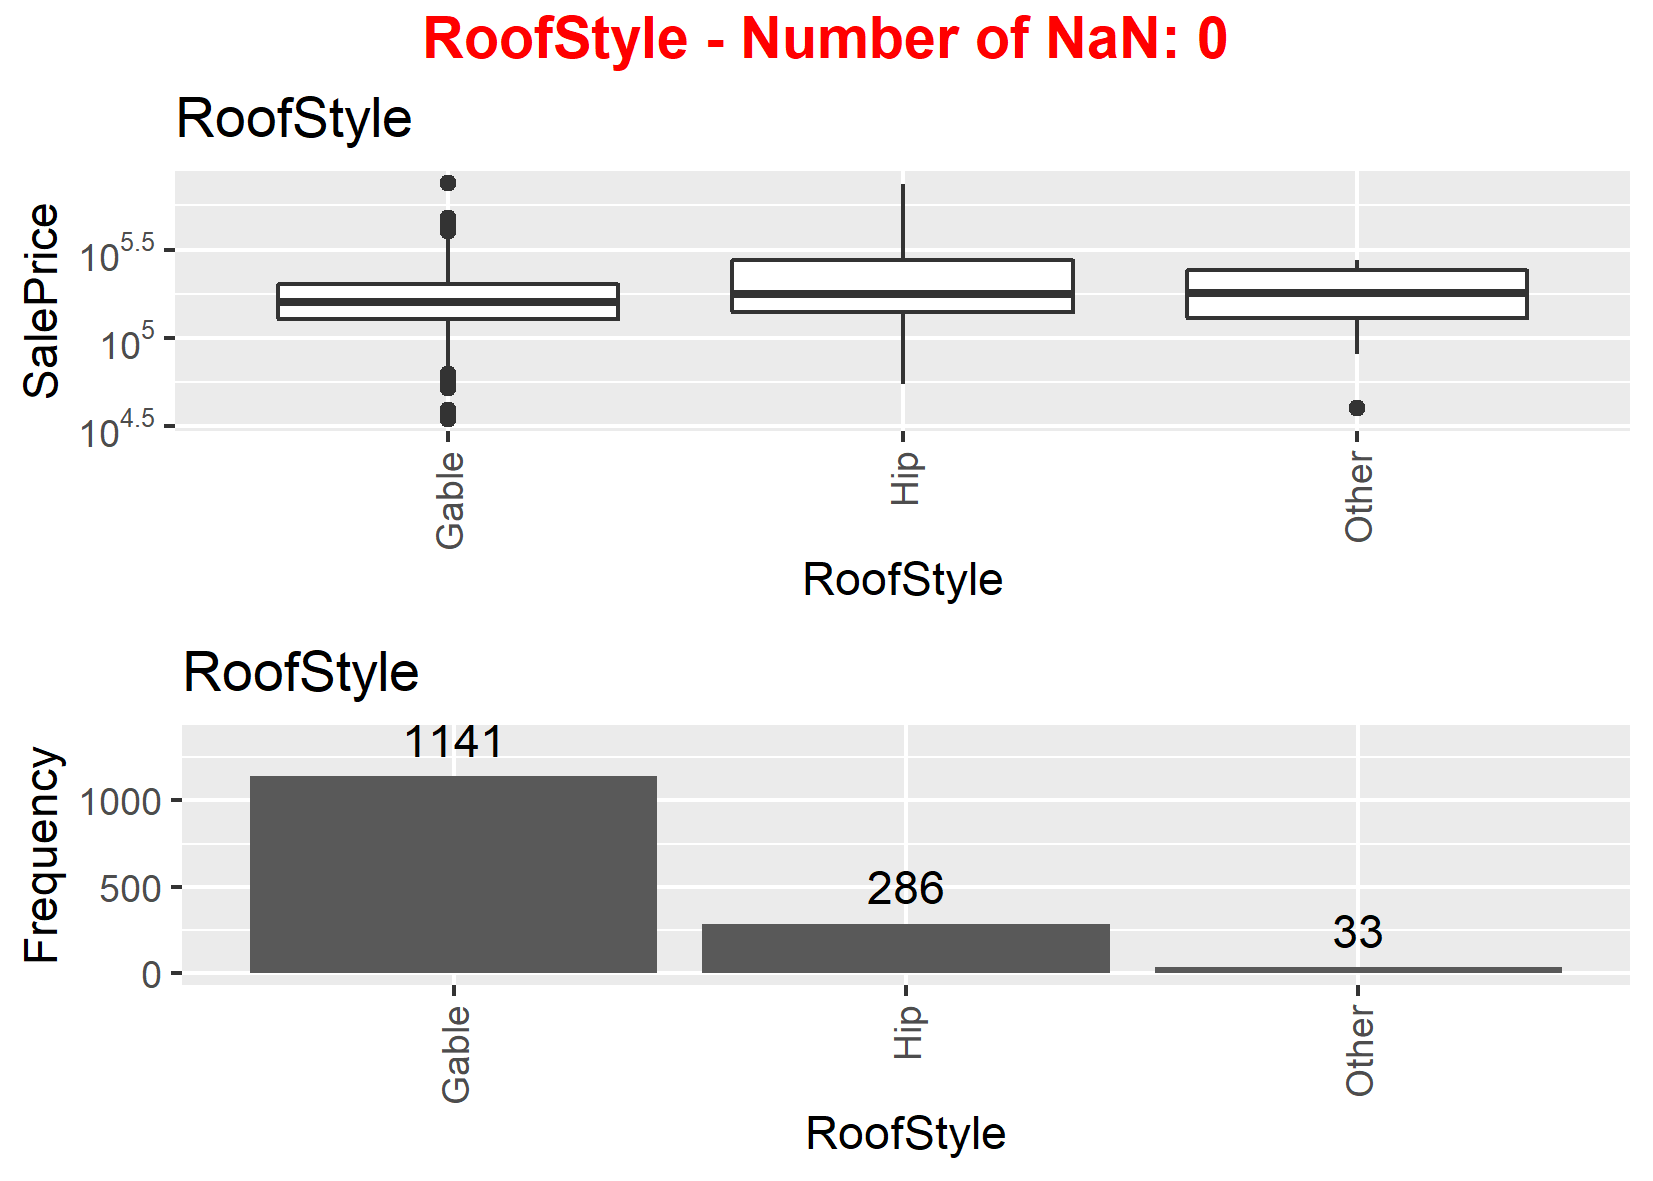 RoofStyle - Number of NaN: 0
RoofStyle
SalePrice
10^5.5
10^5
10^4.5
Gable
Hip
Other
RoofStyle
RoofStyle
Frequency
1141
286
33
1000
500
0
Gable
Hip
Other
RoofStyle